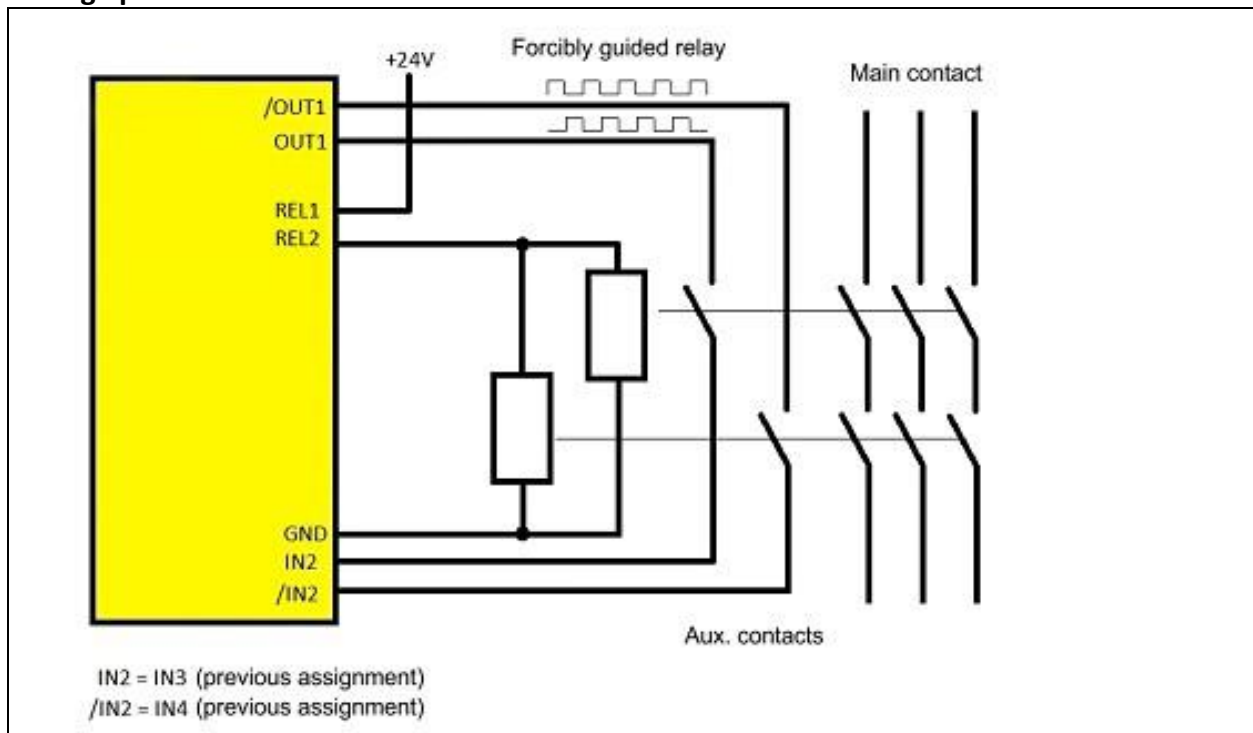 +24V
Forcibly guided relay
Main contact
/OUT1
OUT1
REL1
REL2
GND
IN2
/IN2
Aux. contacts
IN2 = IN3 (previous assignment)
/IN2 = IN4 (previous assignment)